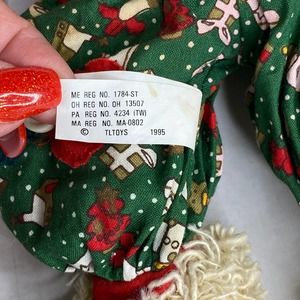 ME REG NO. 1784-ST
OH REG NO. OH 13507
PA REG NO. 4234 (TW)
MA REG NO. MA-0802
© TLTOYS 1995